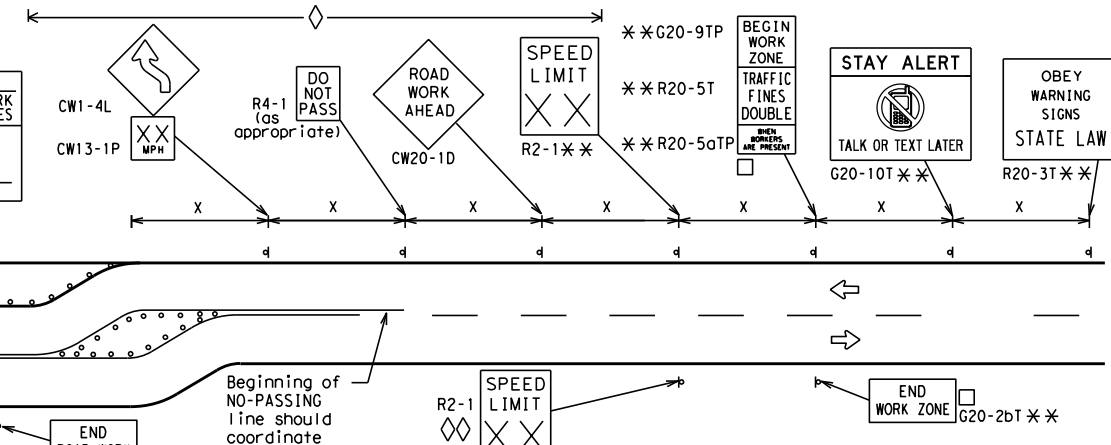 RK
ES
CW1-4L
CW13-1P
X X
MPH
R4-1
(as
appropriate)
DO
NOT
PASS
ROAD
WORK
AHEAD
CW20-1D
SPEED
LIMIT
X X
R2-1**
**G20-9TP
**R20-5T
**R20-5aTP
BEGIN
WORK
ZONE
TRAFFIC
FINES
DOUBLE
WHEN
WORKERS
ARE PRESENT
STAY ALERT
TALK OR TEXT LATER
G20-10T **
OBEY
WARNING
SIGNS
STATE LAW
R20-3T**
X X X X X X X
Beginning of
NO-PASSING
line should
coordinate
R2-1
SPEED
LIMIT
X X
END
WORK ZONE
G20-2bT **
END